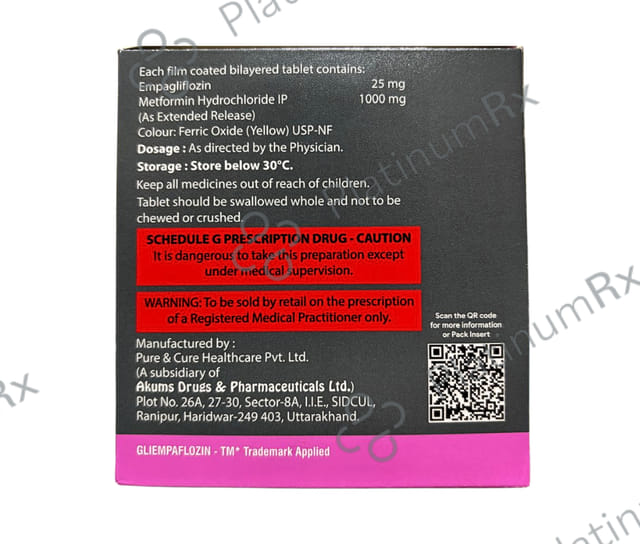 Each film coated bilayered tablet contains:
Empagliflozin 25 mg
Metformin Hydrochloride IP 1000 mg
(As Extended Release)
Colour: Ferric Oxide (Yellow) USP-NF
Dosage : As directed by the Physician.
Storage : Store below 30°C.
Keep all medicines out of reach of children.
Tablet should be swallowed whole and not to be
chewed or crushed.
SCHEDULE G PRESCRIPTION DRUG - CAUTION
It is dangerous to take this preparation except
under medical supervision.
WARNING: To be sold by retail on the prescription
of a Registered Medical Practitioner only.
Scan the QR code
for more information
or Pack Insert
Manufactured by :
Pure & Cure Healthcare Pvt. Ltd.
(A subsidiary of
Akums Drugs & Pharmaceuticals Ltd.)
Plot No. 26A, 27-30, Sector-8A, I.I.E., SIDCUL,
Ranipur, Haridwar-249 403, Uttarakhand.
GLIEMPAFLOZIN - TM* Trademark Applied
PlatinumRx
PlatinumRx
Rx